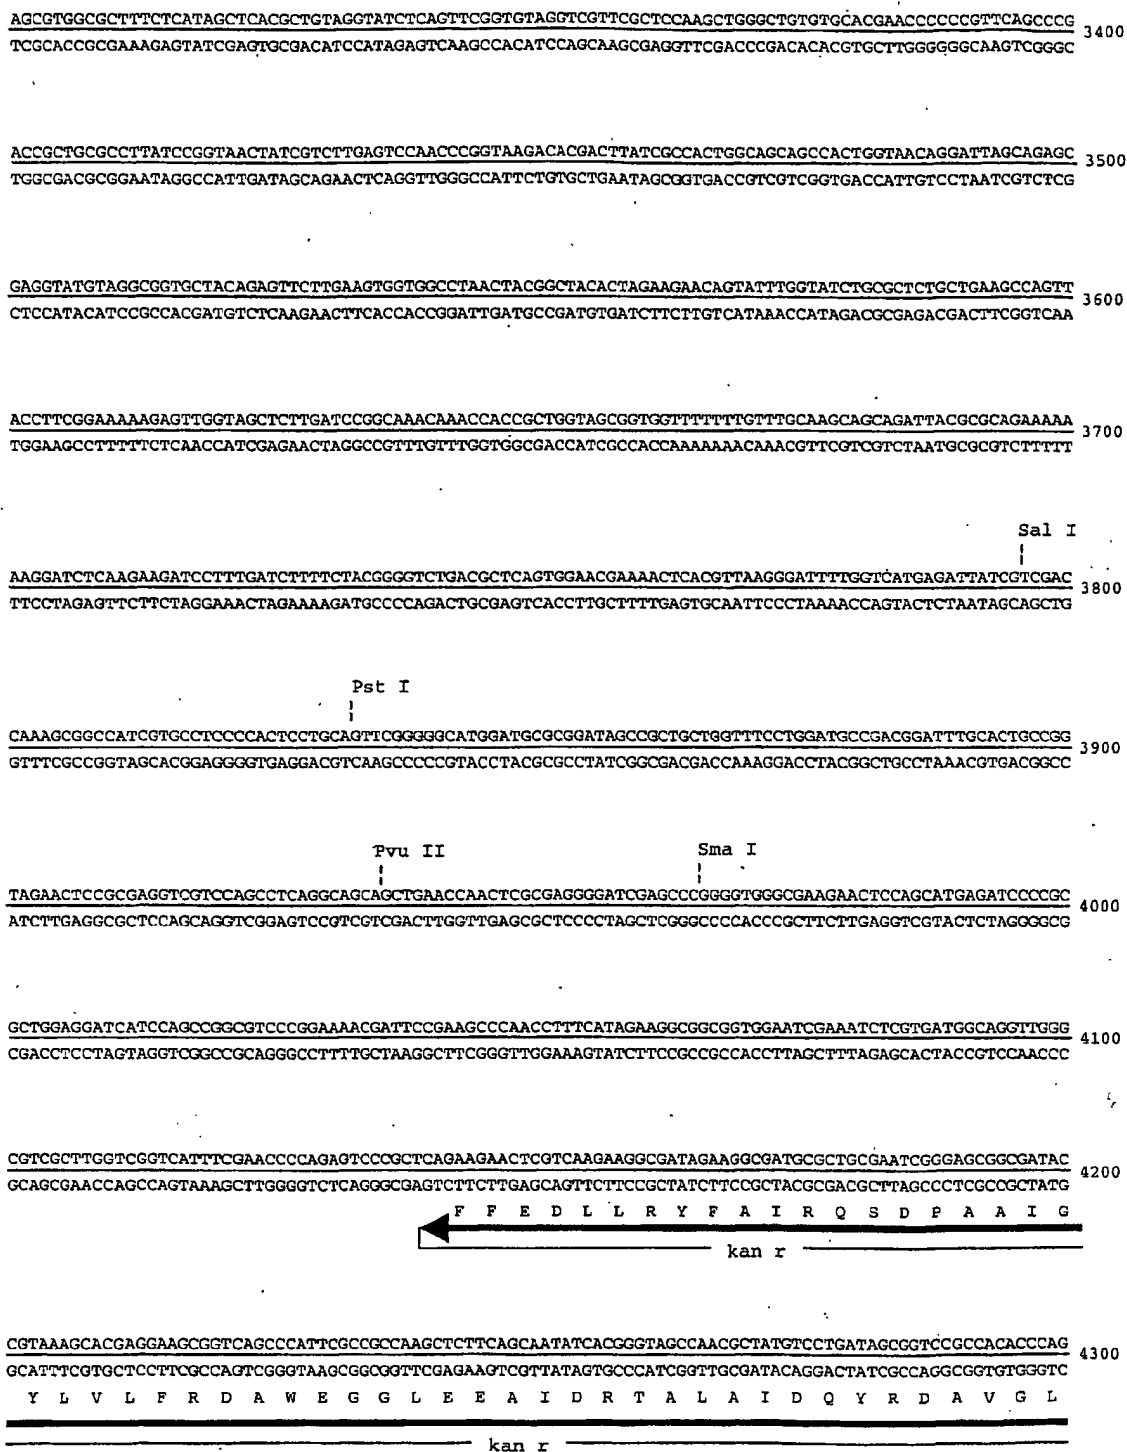 AGCGTGGCGCTTTCTCATAGCTCACGCTGTAGGTATCTCAGTTCGGTGTAGGTCGTTCGCTCCAAGCTGGGCTGTGTGCACGAACCCCCCGTTCAGCCCG
3400
TCGCACCGCGAAAGAGTATCGAGTGCGACATCCATAGAGTCAAGCCACATCCAGCAAGCGAGGTTCGACCCGACACACGTGCTTGGGGGGCAAGTCGGGC
ACCGCTGCGCCTTATCCGGTAACTATCGTCTTGAGTCCAACCCGGTAAGACACGACTTATCGCCACTGGCAGCAGCCACTGGTAACAGGATTAGCAGAGC
3500
TGGCGACGCGGAATAGGCCATTGATAGCAGAACTCAGGTTGGGCCATTCTGTGCTGAATAGCGGTGACCGTCGTCGGTGACCATTGTCCTAATCGTCTCG
GAGGTATGTAGGCGGTGCTACAGAGTTCTTGAAGTGGTGGCCTAACTACGGCTACACTAGAAGAACAGTATTTGGTATCTGCGCTCTGCTGAAGCCAGTT
3600
CTCCATACATCCGCCACGATGTCTCAAGAACTTCACCACCGGATTGATGCCGATGTGATCTTCTTGTCATAAACCATAGACGCGAGACGACTTCGGTCAA
ACCTTCGGAAAAAGAGTTGGTAGCTCTTGATCCGGCAAACAAACCACCGCTGGTAGCGGTGGTTTTTTTGTTTGCAAGCAGCAGATTACGCGCAGAAAAA
3700
TGGAAGCCTTTTTCTCAACCATCGAGAACTAGGCCGTTTGTTTGGTGGCGACCATCGCCACCAAAAAAACAAACGTTCGTCGTCTAATGCGCGTCTTTTT
Sal I
AAGGATCTCAAGAAGATCCTTTGATCTTTTCTACGGGGTCTGACGCTCAGTGGAACGAAAACTCACGTTAAGGGATTTTGGTCATGAGATTATCGTCGAC
3800
TTCCTAGAGTTCTTCTAGGAAACTAGAAAAGATGCCCCAGACTGCGAGTCACCTTGCTTTTGAGTGCAATTCCCTAAAACCAGTACTCTAATAGCAGCTG
Pst I
CAAAGCGGCCATCGTGCCTCCCCACTCCTGCAGTTCGGGGGCATGGATGCGCGGATAGCCGCTGCTGGTTTCCTGGATGCCGACGGATTTGCACTGCCGG
3900
GTTTCGCCGGTAGCACGGAGGGGTGAGGACGTCAAGCCCCCGTACCTACGCGCCTATCGGCGACGACCAAAGGACCTACGGCTGCCTAAACGTGACGGCC
Pvu II Sma I
TAGAACTCCGCGAGGTCGTCCAGCCTCAGGCAGCAGCTGAACCAACTCGCGAGGGGATCGAGCCCGGGGTGGGCGAAGAACTCCAGCATGAGATCCCCGC
4000
ATCTTGAGGCGCTCCAGCAGGTCGGAGTCCGTCGTCGACTTGGTTGAGCGCTCCCCTAGCTCGGGCCCCACCCGCTTCTTGAGGTCGTACTCTAGGGGCG
GCTGGAGGATCATCCAGCCGGCGTCCCGGAAAACGATTCCGAAGCCCAACCTTTCATAGAAGGCGGCGGTGGAATCGAAATCTCGTGATGGCAGGTTGGG
4100
CGACCTCCTAGTAGGTCGGCCGCAGGGCCTTTTGCTAAGGCTTCGGGTTGGAAAGTATCTTCCGCCGCCACCTTAGCTTTAGAGCACTACCGTCCAACCC
CGTCGCTTGGTCGGTCATTTCGAACCCCAGAGTCCCGCTCAGAAGAACTCGTCAAGAAGGCGATAGAAGGCGATGCGCTGCGAATCGGGAGCGGCGATAC
4200
GCAGCGAACCAGCCAGTAAAGCTTGGGGTCTCAGGGCGAGTCTTCTTGAGCAGTTCTTCCGCTATCTTCCGCTACGCGACGCTTAGCCCTCGCCGCTATG
F F E D L L R Y F A I R Q S D P A A I G
kan r
CGTAAAGCACGAGGAAGCGGTCAGCCCATTCGCCGCCAAGCTCTTCAGCAATATCACGGGTAGCCAACGCTATGTCCTGATAGCGGTCCGCCACACCCAG
4300
GCATTTCGTGCTCCTTCGCCAGTCGGGTAAGCGGCGGTTCGAGAAGTCGTTATAGTGCCCATCGGTTGCGATACAGGACTATCGCCAGGCGGTGTGGGTC
Y L V L F R D A W E G G L E E A I D R T A L A I D Q Y R D A V G L
kan r